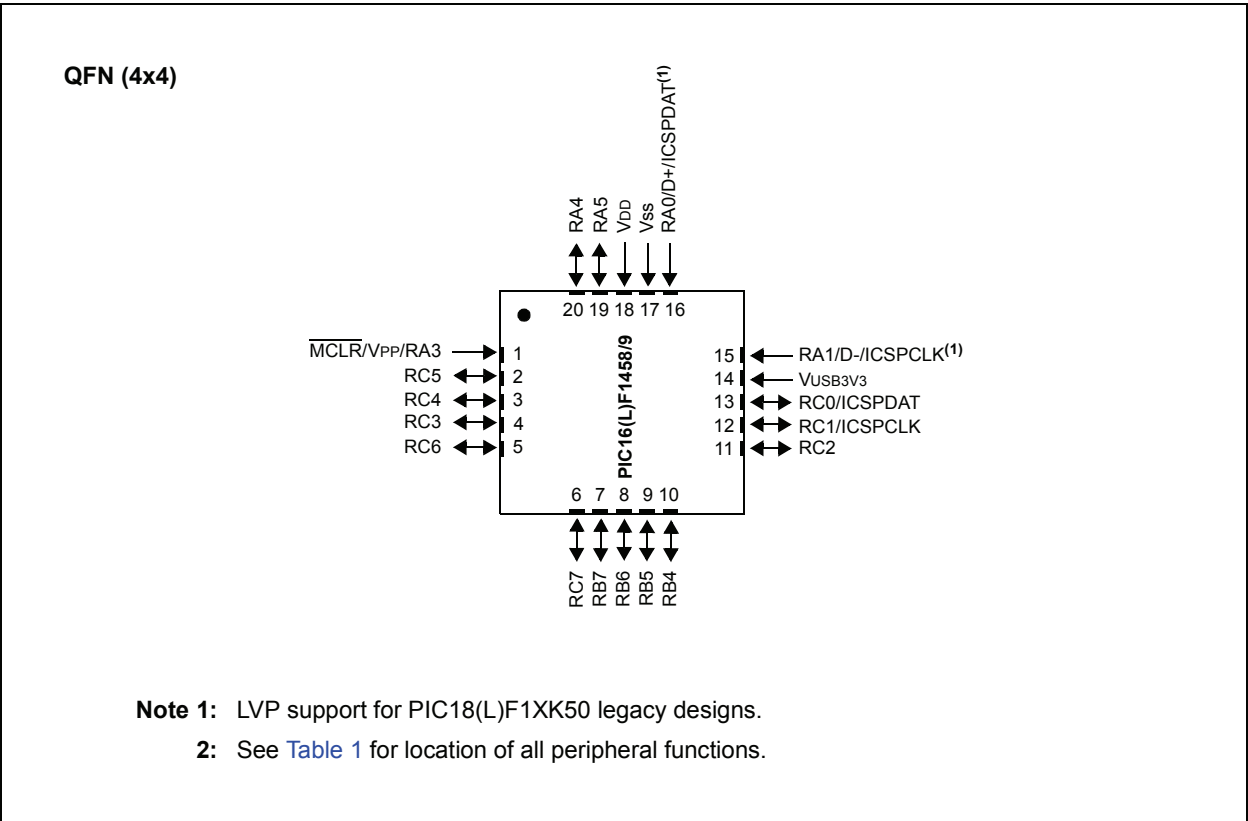 QFN (4x4)
RA4
RA5
VDD
Vss
RA0/D+/ICSPDAT(1)
20 19 18 17 16
MCLR/VPP/RA3 1
RC5 2
RC4 3
RC3 4
RC6 5
PIC16(L)F1458/9
15 RA1/D-/ICSPCLK(1)
14 VUSB3V3
13 RC0/ICSPDAT
12 RC1/ICSPCLK
11 RC2
6 7 8 9 10
RC7
RB7
RB6
RB5
RB4
Note 1: LVP support for PIC18(L)F1XK50 legacy designs.
2: See Table 1 for location of all peripheral functions.